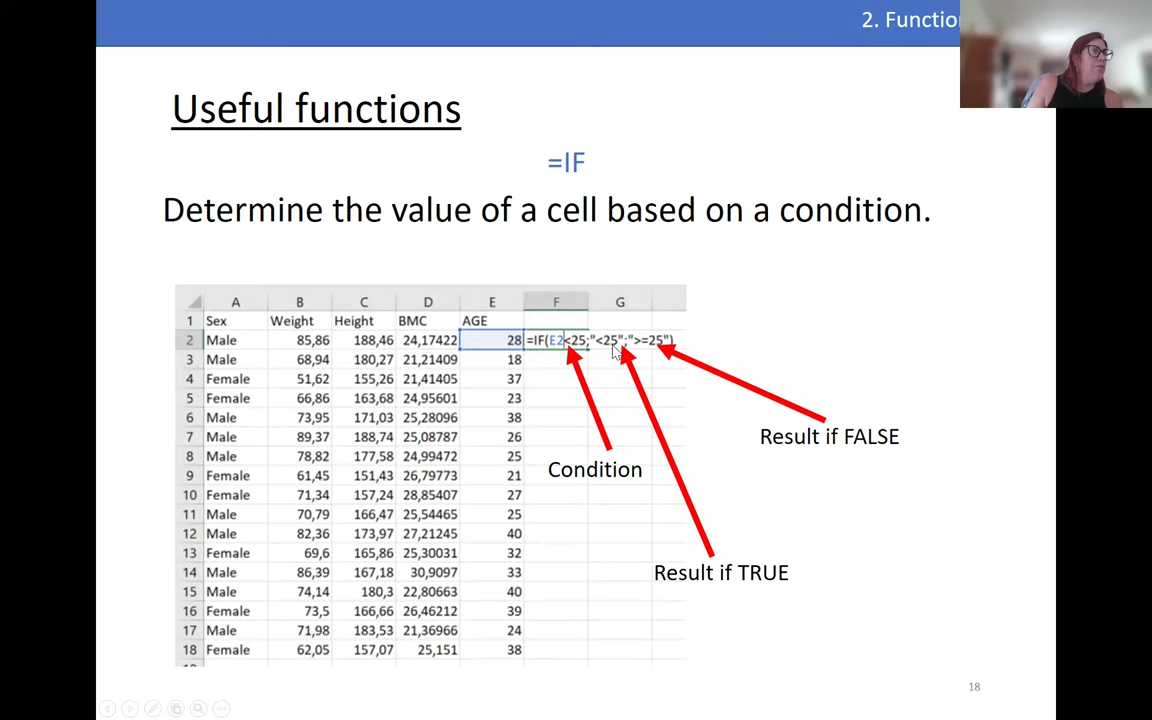 2. Functio
Useful functions
=IF
Determine the value of a cell based on a condition.
A B C D E F G
1 Sex Weight Height BMC AGE
2 Male 85,86 188,46 24,17422 28 =IF(E2<25;"<25";">=25")
3 Male 68,94 180,27 21,21409 18
4 Female 51,62 155,26 21,41405 37
5 Female 66,86 163,68 24,95601 23
6 Male 73,95 171,03 25,28096 38
7 Male 89,37 188,74 25,08787 26
8 Male 78,82 177,58 24,99472 25
9 Female 61,45 151,43 26,79773 21
10 Female 71,34 157,24 28,85407 27
11 Male 70,79 166,47 25,54465 25
12 Male 82,36 173,97 27,21245 40
13 Female 69,6 165,86 25,30031 32
14 Male 86,39 167,18 30,9097 33
15 Male 74,14 180,3 22,80663 40
16 Female 73,5 166,66 26,46212 39
17 Male 71,98 183,53 21,36966 24
18 Female 62,05 157,07 25,151 38
Result if FALSE
Condition
Result if TRUE
18